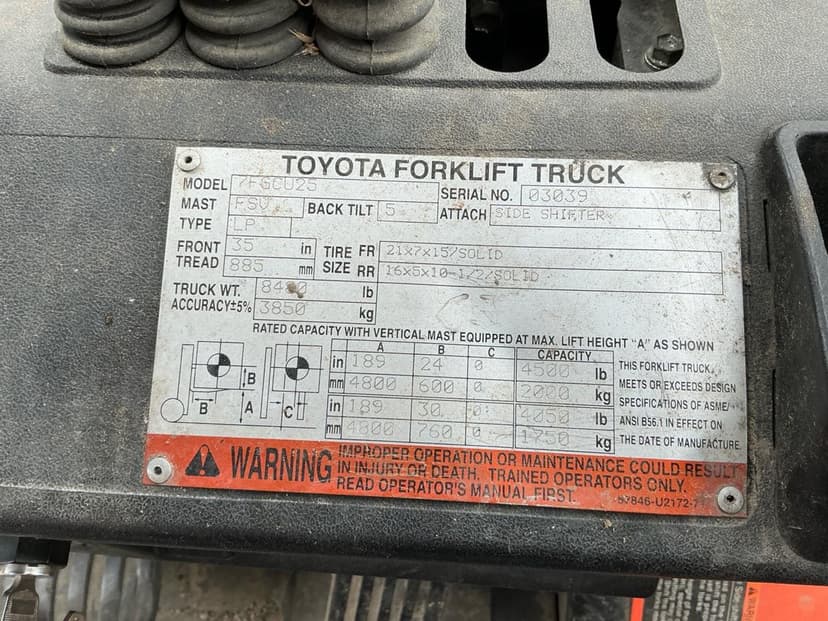 TOYOTA FORKLIFT TRUCK
MODEL 7FGCU25 SERIAL NO. 03039
MAST FSV BACK TILT 5 ATTACH SIDE SHIFTER
TYPE LP
FRONT TREAD 35 in TIRE SIZE FR 21x7x15/SOLID
885 mm RR 16x5x10-1/2/SOLID
TRUCK WT. lb
ACCURACY±5% 3850 kg
RATED CAPACITY WITH VERTICAL MAST EQUIPPED AT MAX. LIFT HEIGHT "A" AS SHOWN
A B C CAPACITY
in 189 24 0 4500 lb THIS FORKLIFT TRUCK
mm 4800 600 0 2000 kg MEETS OR EXCEEDS DESIGN
in 189 30 0 4050 lb SPECIFICATIONS OF ASME/
mm 4800 760 0 1750 kg ANSI B56.1 IN EFFECT ON
THE DATE OF MANUFACTURE.
B
B A C
WARNING
IMPROPER OPERATION OR MAINTENANCE COULD RESULT
IN INJURY OR DEATH. TRAINED OPERATORS ONLY.
READ OPERATOR'S MANUAL FIRST.